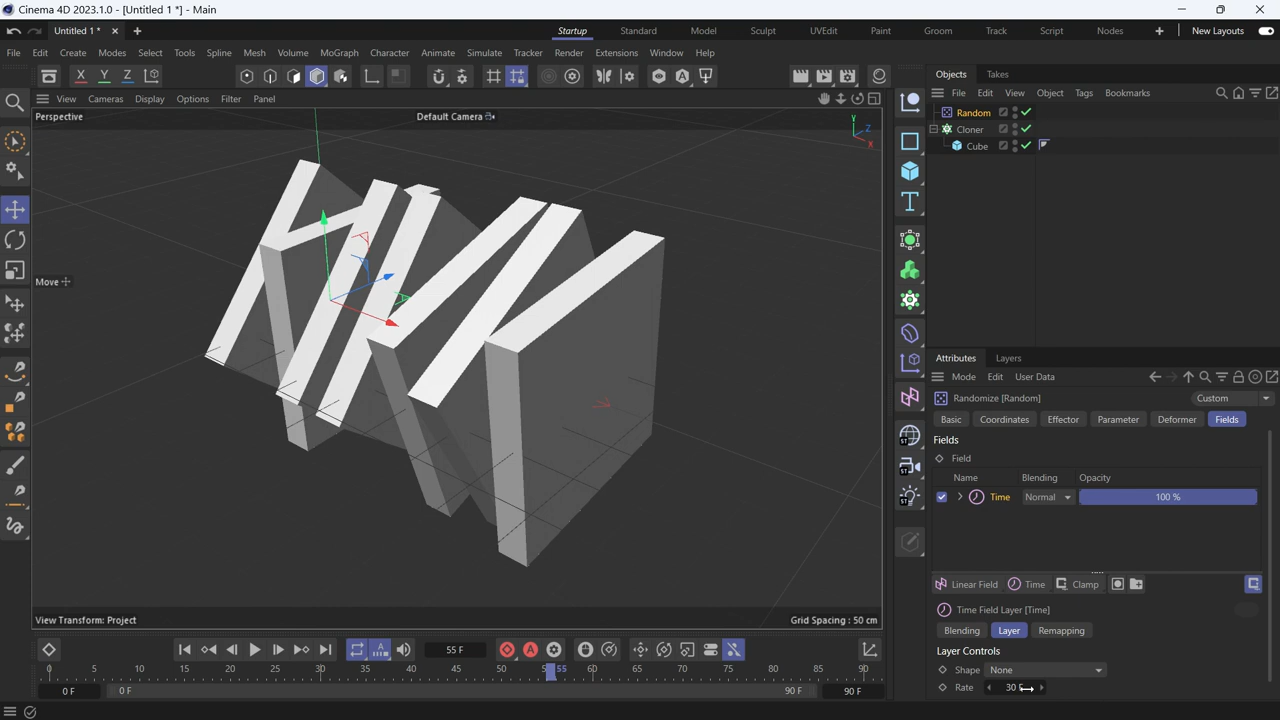 Cinema 4D 2023.1.0 - [Untitled 1 *] - Main
Untitled 1 *
Startup Standard Model Sculpt UVEdit Paint Groom Track Script Nodes New Layouts
File Edit Create Modes Select Tools Spline Mesh Volume MoGraph Character Animate Simulate Tracker Render Extensions Window Help
X Y Z
Objects Takes
View Cameras Display Options Filter Panel
File Edit View Object Tags Bookmarks
Perspective Default Camera
Random
Cloner
Cube
Y
Z
X
Move
Attributes Layers
Mode Edit User Data
Randomize [Random] Custom
Basic Coordinates Effector Parameter Deformer Fields
Fields
Field
Name Blending Opacity
Time Normal 100 %
Linear Field Time Clamp
Time Field Layer [Time]
Blending Layer Remapping
Layer Controls
Shape None
Rate 30 F
View Transform: Project Grid Spacing : 50 cm
55 F
0 5 10 15 20 25 30 35 40 45 50 55 60 65 70 75 80 85 90
0 F 0 F 90 F 90 F